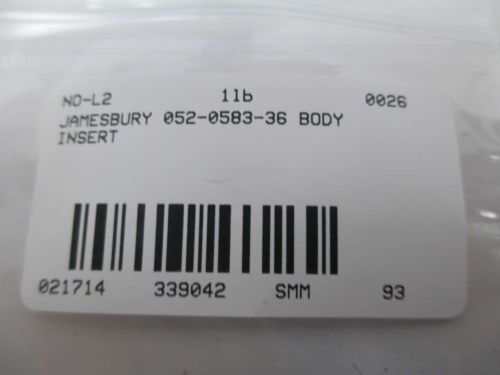 NO-L2 1lb 0026
JAMESBURY 052-0583-36 BODY
INSERT
021714 339042 SMM 93